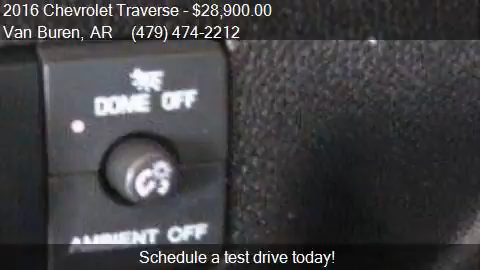 2016 Chevrolet Traverse - $28,900.00
Van Buren, AR (479) 474-2212
DOME OFF
AMBIENT OFF
Schedule a test drive today!